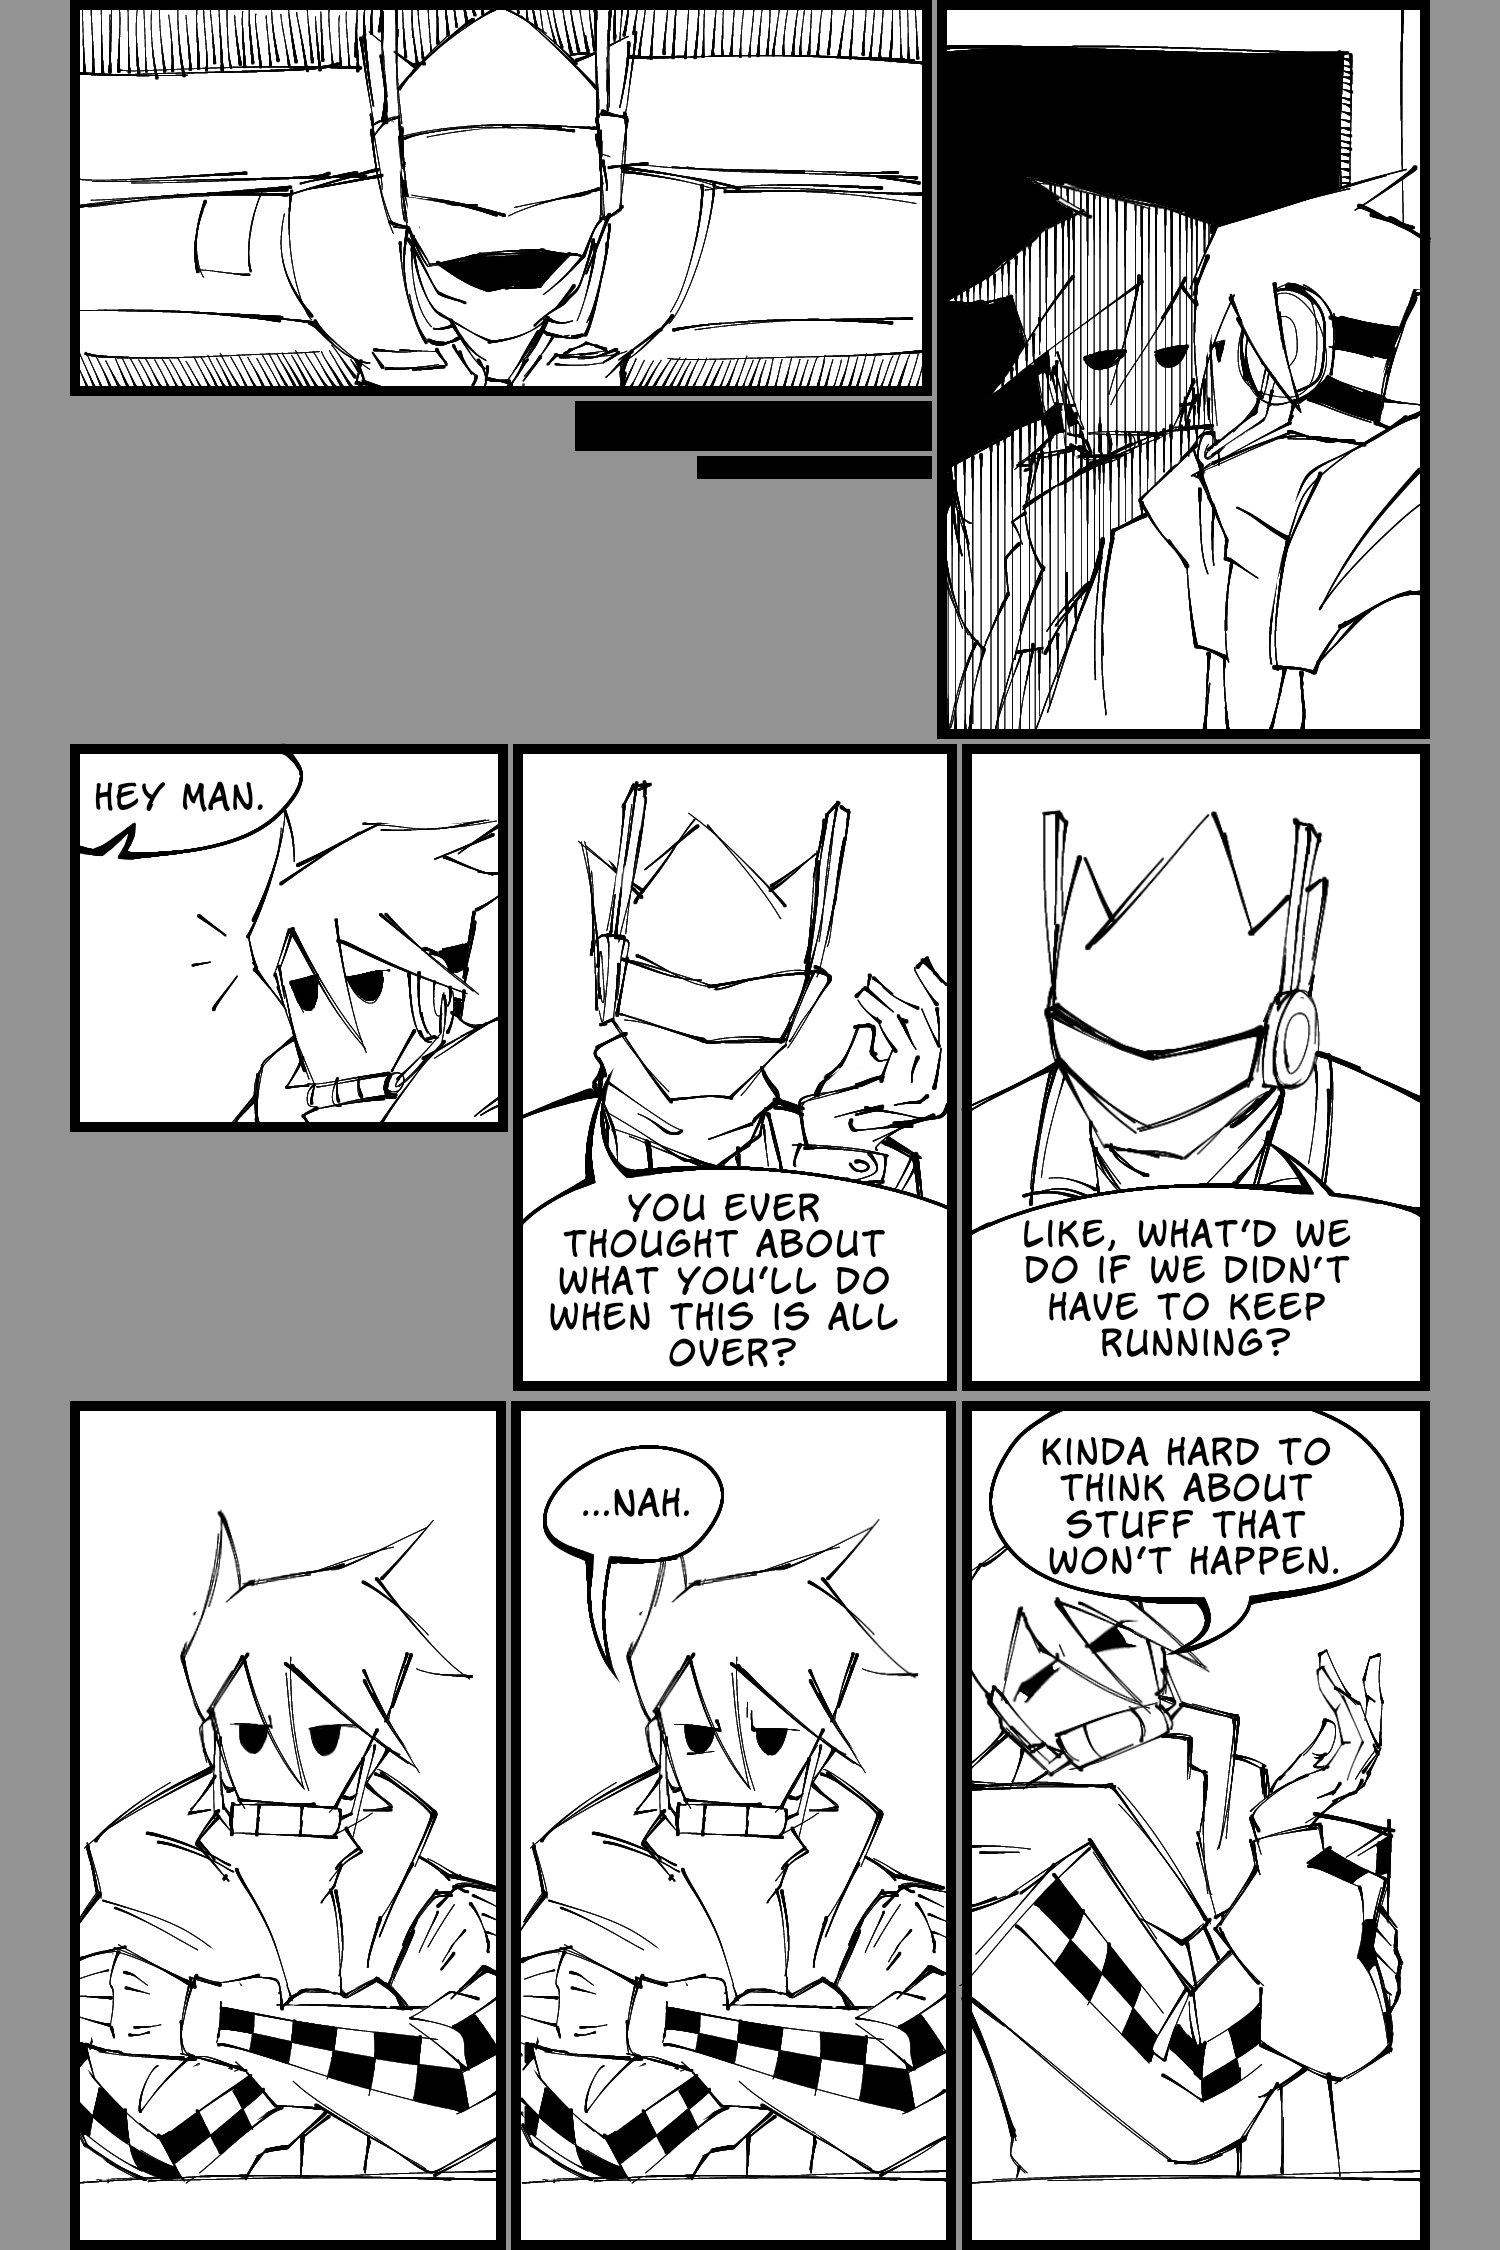 HEY MAN.
YOU EVER
THOUGHT ABOUT
WHAT YOU'LL DO
WHEN THIS IS ALL
OVER?
LIKE, WHAT'D WE
DO IF WE DIDN'T
HAVE TO KEEP
RUNNING?
...NAH.
KINDA HARD TO
THINK ABOUT
STUFF THAT
WON'T HAPPEN.